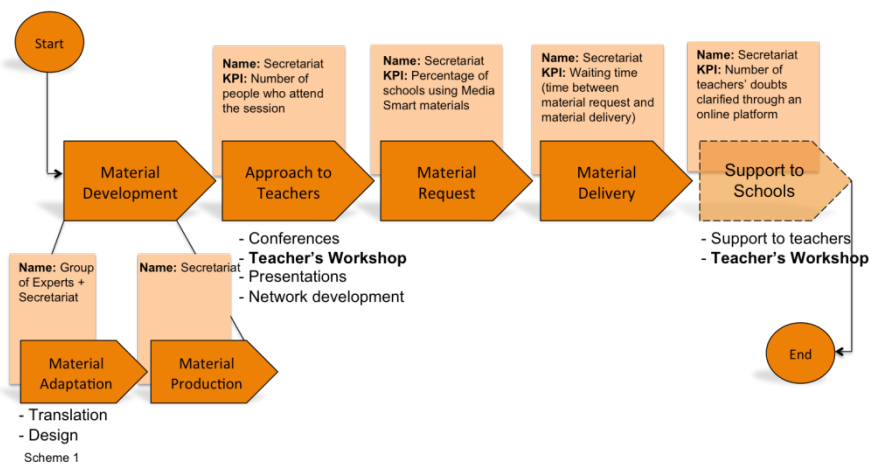 Start
Name: Secretariat
KPI: Number of
people who attend
the session
Name: Secretariat
KPI: Percentage of
schools using Media
Smart materials
Name: Secretariat
KPI: Waiting time
(time between
material request and
material delivery)
Name: Secretariat
KPI: Number of
teachers' doubts
clarified through an
online platform
Material
Development
Approach to
Teachers
Material
Request
Material
Delivery
Support to
Schools
- Conferences
- Teacher's Workshop
- Presentations
- Network development
- Support to teachers
- Teacher's Workshop
Name: Group
of Experts +
Secretariat
Name: Secretariat
Material
Adaptation
Material
Production
End
- Translation
- Design
Scheme 1